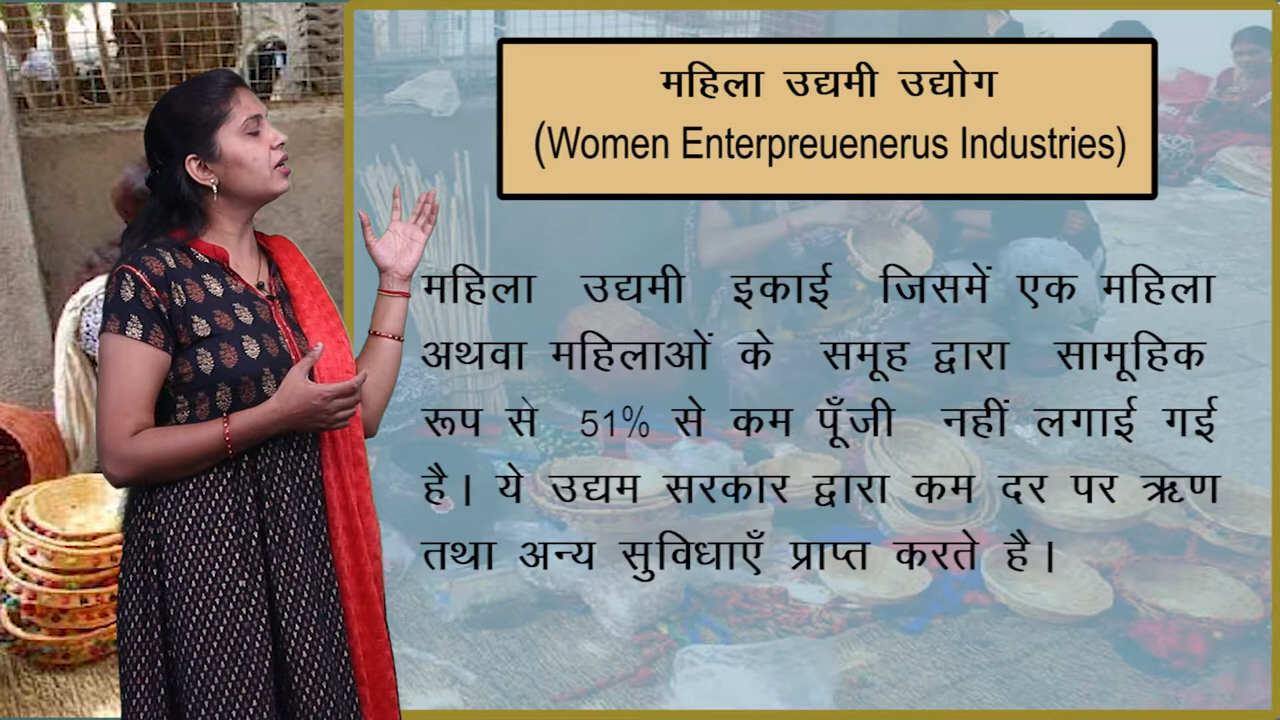 महिला उद्यमी उद्योग
(Women Enterpreuenerus Industries)
महिला उद्यमी इकाई जिसमें एक महिला
अथवा महिलाओं के समूह द्वारा सामूहिक
रूप से 51% से कम पूँजी नहीं लगाई गई
है। ये उद्यम सरकार द्वारा कम दर पर ऋण
तथा अन्य सुविधाएँ प्राप्त करते है।